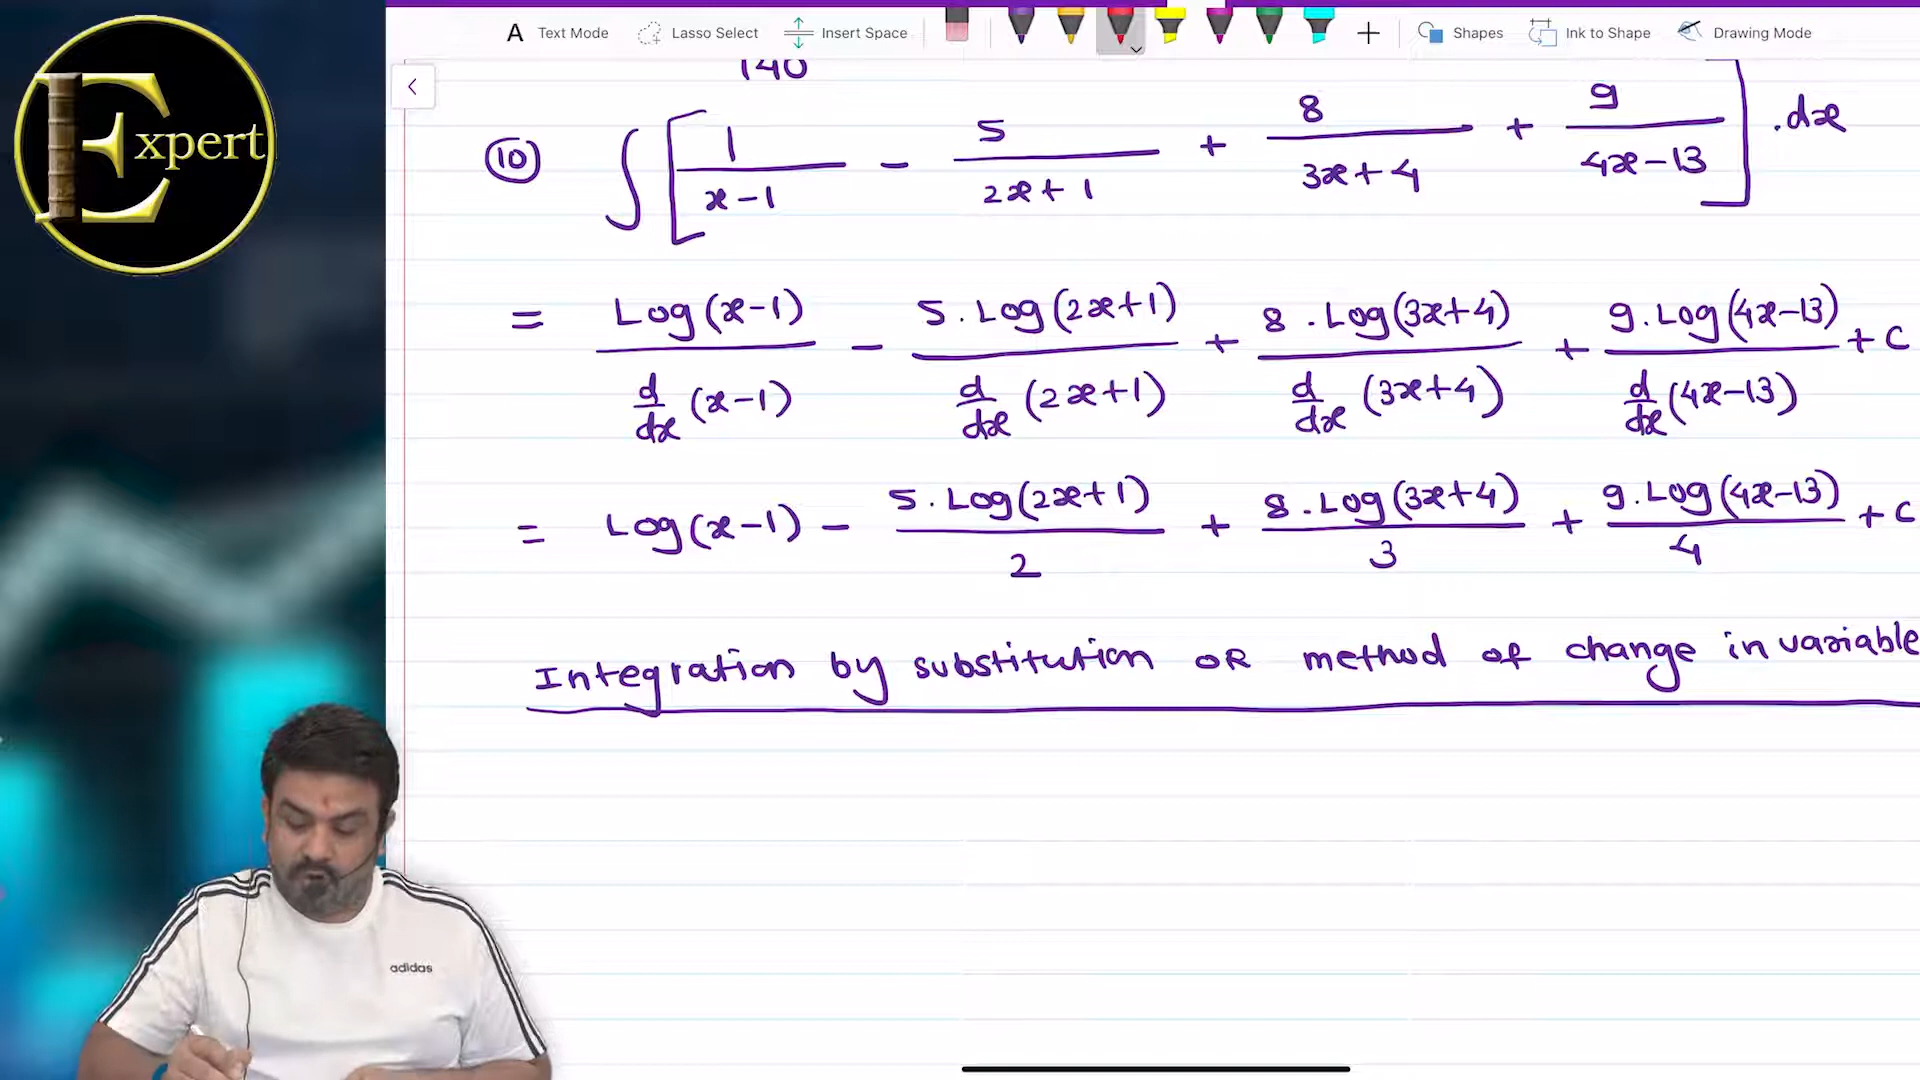 Expert
A Text Mode Lasso Select Insert Space + Shapes Ink to Shape Drawing Mode
140
⑩ ∫ [ 1/(x-1) - 5/(2x+1) + 8/(3x+4) + 9/(4x-13) ] . dx
= Log(x-1) / d/dx (x-1) - 5.Log(2x+1) / d/dx (2x+1) + 8.Log(3x+4) / d/dx (3x+4) + 9.Log(4x-13) / d/dx (4x-13) + c
= Log(x-1) - 5.Log(2x+1) / 2 + 8.Log(3x+4) / 3 + 9.Log(4x-13) / 4 + c
Integration by substitution OR method of change in variable
adidas